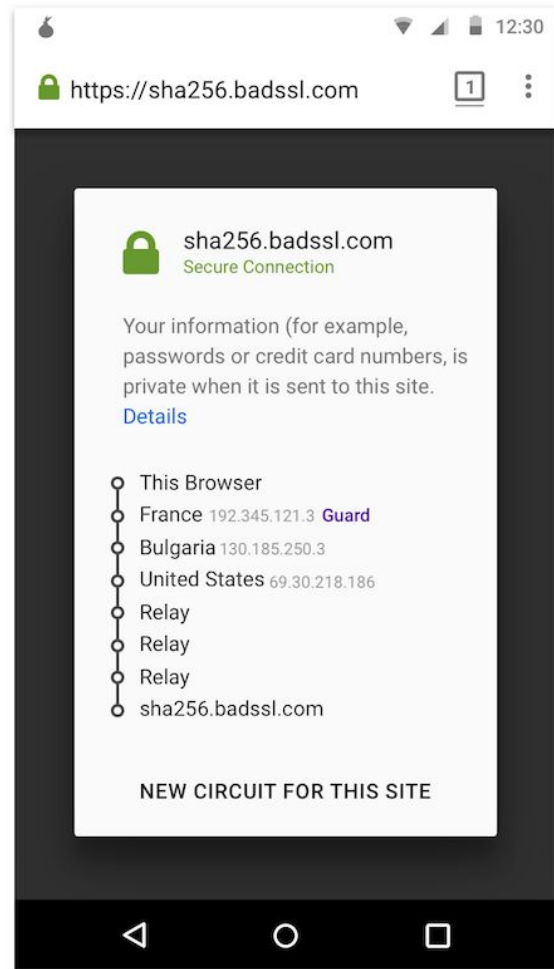 12:30
https://sha256.badssl.com 1
sha256.badssl.com
Secure Connection
Your information (for example,
passwords or credit card numbers, is
private when it is sent to this site.
Details
This Browser
France 192.345.121.3 Guard
Bulgaria 130.185.250.3
United States 69.30.218.186
Relay
Relay
Relay
sha256.badssl.com
NEW CIRCUIT FOR THIS SITE